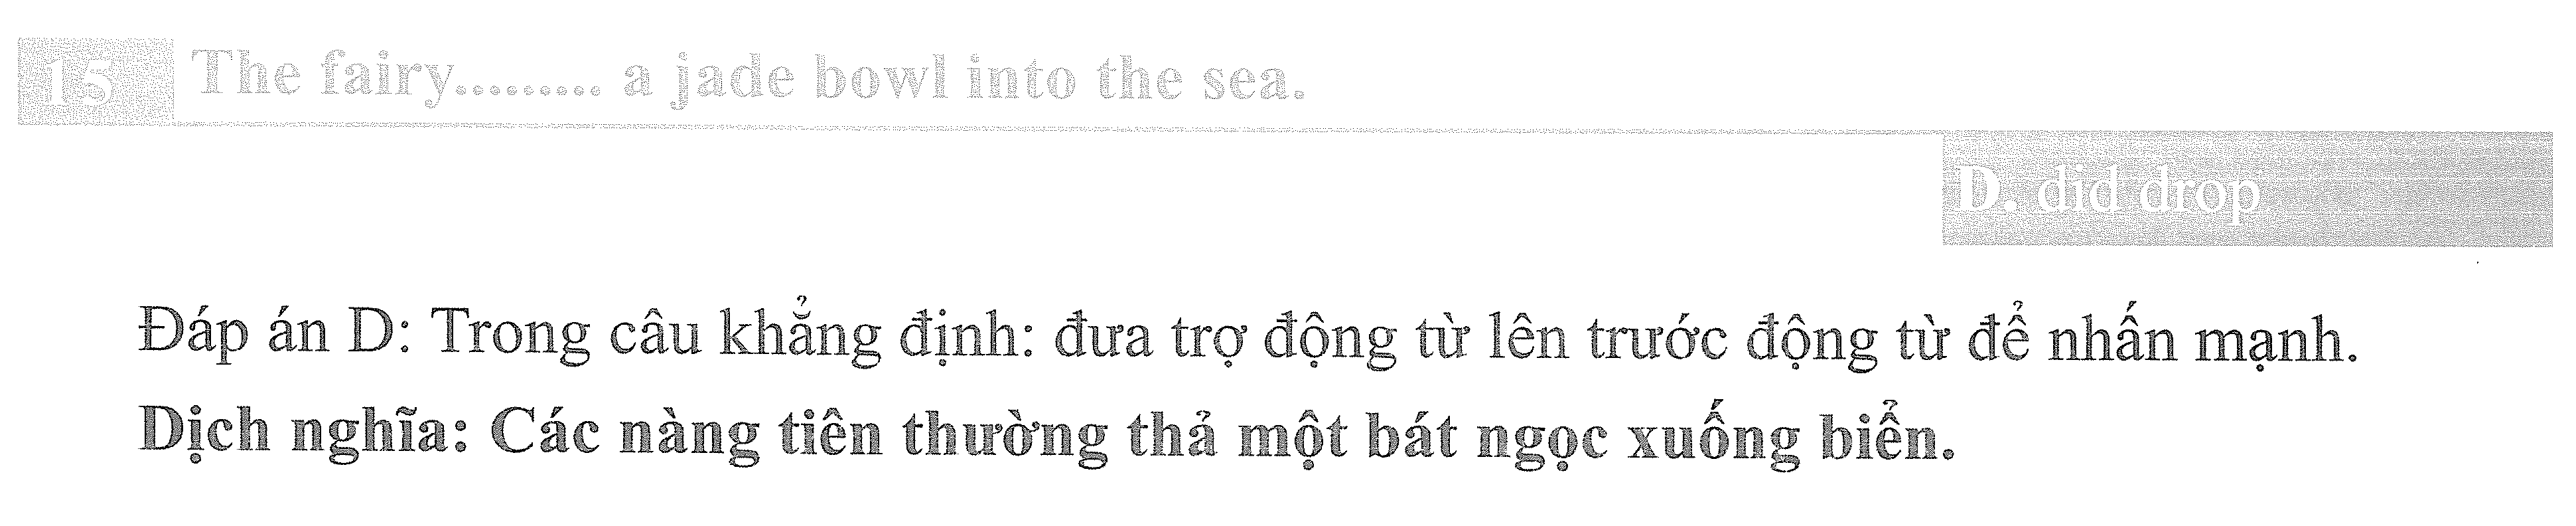 15 The fairy......... a jade bowl into the sea.
D. did drop
Đáp án D: Trong câu khẳng định: đưa trợ động từ lên trước động từ để nhấn mạnh.
Dịch nghĩa: Các nàng tiên thường thả một bát ngọc xuống biển.